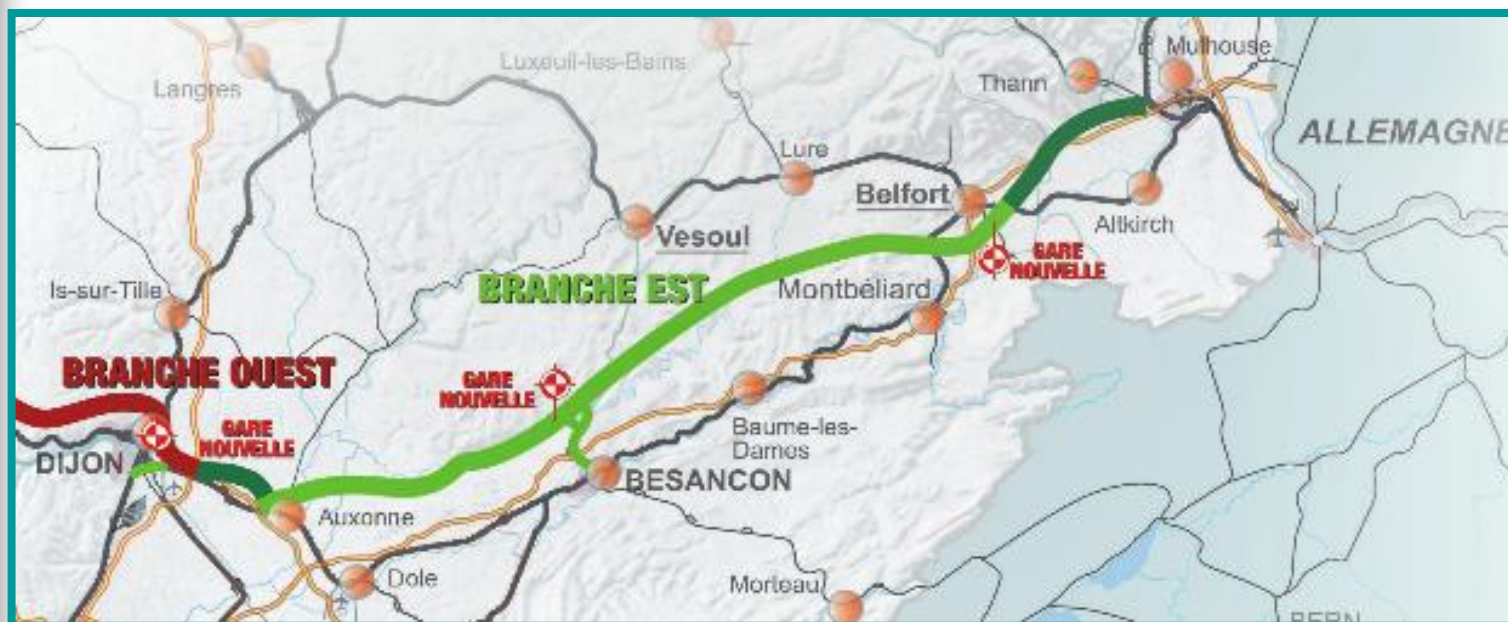 Luxeuil-les-Bains
Mulhouse
Langres
Thann
ALLEMAGNE
Lure
Belfort
Altkirch
Vesoul
GARE
NOUVELLE
BRANCHE EST
Is-sur-Tille
Montbéliard
BRANCHE OUEST
GARE
NOUVELLE
GARE
NOUVELLE
Baume-les-
Dames
DIJON
BESANCON
Auxonne
Dole
Morteau
BERN